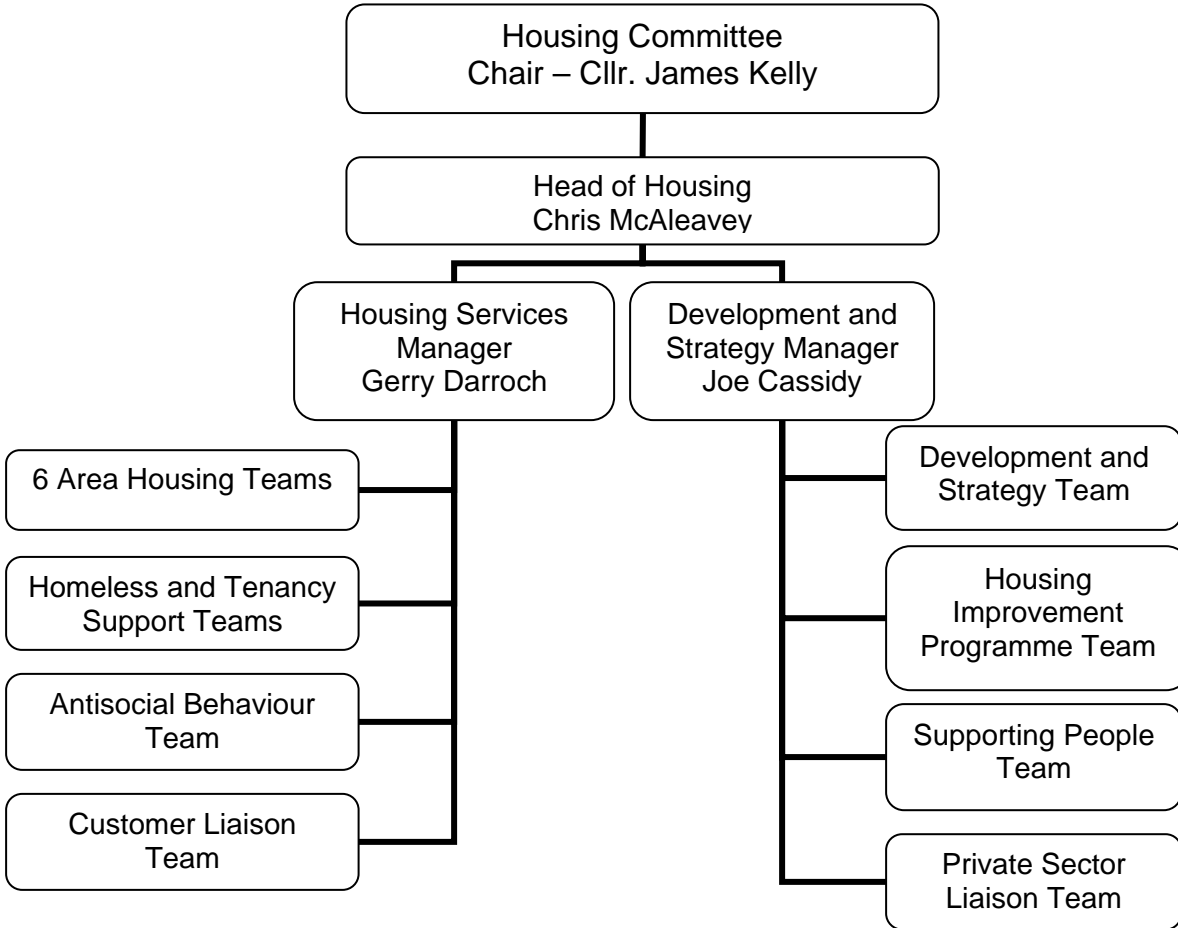 Housing Committee
Chair – Cllr. James Kelly
Head of Housing
Chris McAleavey
Housing Services
Manager
Gerry Darroch
Development and
Strategy Manager
Joe Cassidy
6 Area Housing Teams
Homeless and Tenancy
Support Teams
Antisocial Behaviour
Team
Customer Liaison
Team
Development and
Strategy Team
Housing
Improvement
Programme Team
Supporting People
Team
Private Sector
Liaison Team